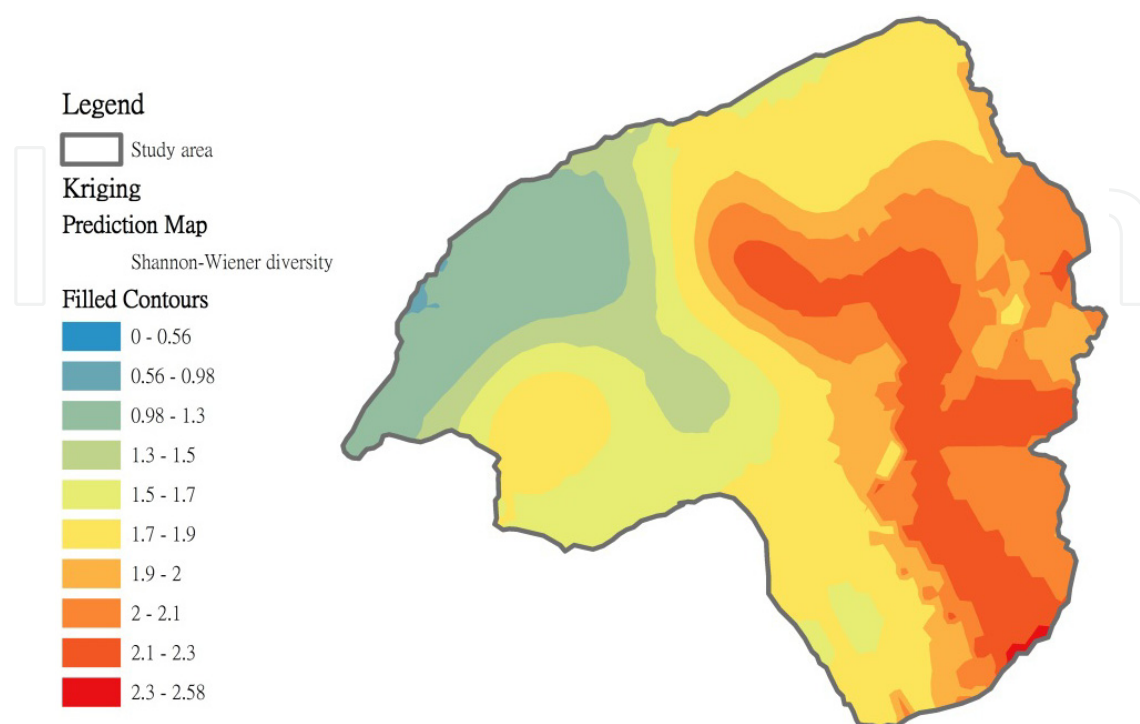 Legend
Study area
Kriging
Prediction Map
Shannon-Wiener diversity
Filled Contours
0 - 0.56
0.56 - 0.98
0.98 - 1.3
1.3 - 1.5
1.5 - 1.7
1.7 - 1.9
1.9 - 2
2 - 2.1
2.1 - 2.3
2.3 - 2.58